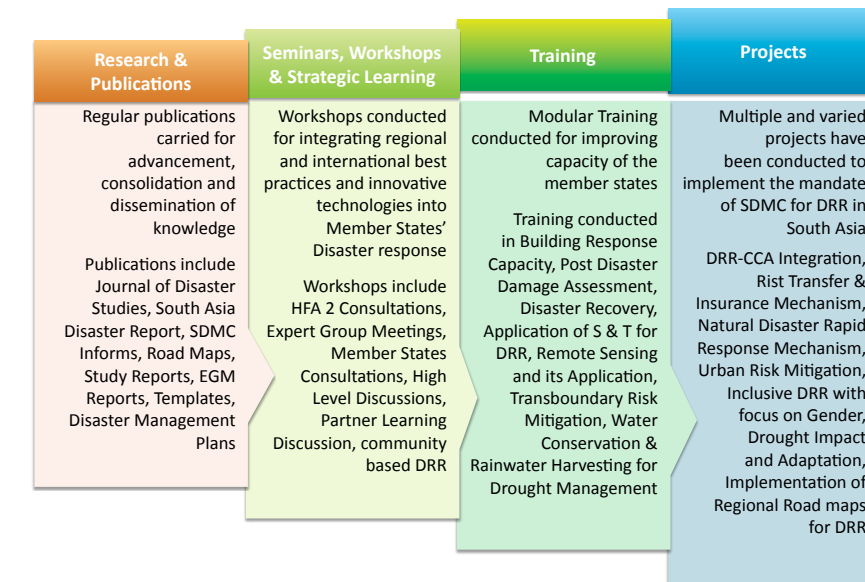 Research &
Publications
Regular publications
carried for
advancement,
consolidation and
dissemination of
knowledge
Publications include
Journal of Disaster
Studies, South Asia
Disaster Report, SDMC
Informs, Road Maps,
Study Reports, EGM
Reports, Templates,
Disaster Management
Plans
Seminars, Workshops
& Strategic Learning
Workshops conducted
for integrating regional
and international best
practices and innovative
technologies into
Member States’
Disaster response
Workshops include
HFA 2 Consultations,
Expert Group Meetings,
Member States
Consultations, High
Level Discussions,
Partner Learning
Discussion, community
based DRR
Training
Modular Training
conducted for improving
capacity of the
member states
Training conducted
in Building Response
Capacity, Post Disaster
Damage Assessment,
Disaster Recovery,
Application of S & T for
DRR, Remote Sensing
and its Application,
Transboundary Risk
Mitigation, Water
Conservation &
Rainwater Harvesting for
Drought Management
Projects
Multiple and varied
projects have
been conducted to
implement the mandate
of SDMC for DRR in
South Asia
DRR-CCA Integration,
Rist Transfer &
Insurance Mechanism,
Natural Disaster Rapid
Response Mechanism,
Urban Risk Mitigation,
Inclusive DRR with
focus on Gender,
Drought Impact
and Adaptation,
Implementation of
Regional Road maps
for DRR